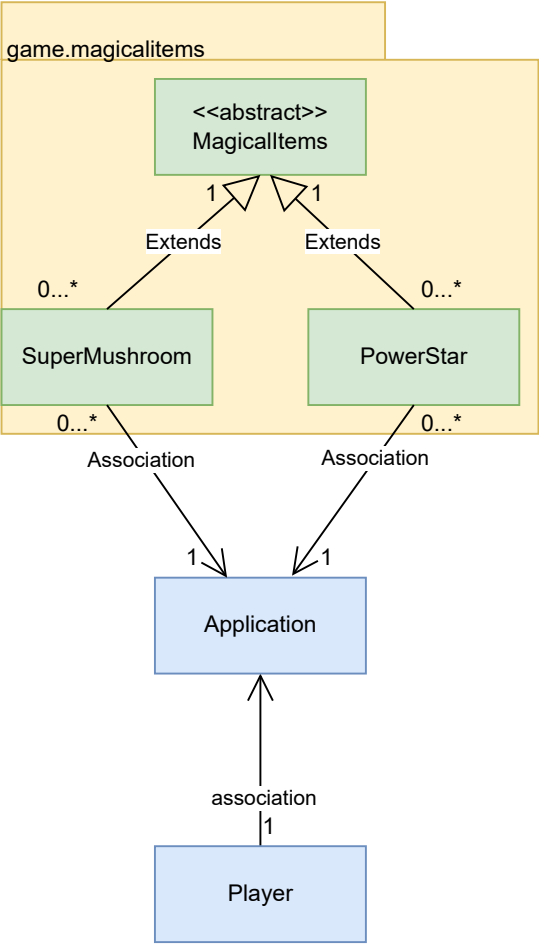 game.magicalitems
<<abstract>>
MagicalItems
1
1
Extends
Extends
0...*
0...*
SuperMushroom
PowerStar
0...*
0...*
Association
Association
1
1
Application
association
1
Player